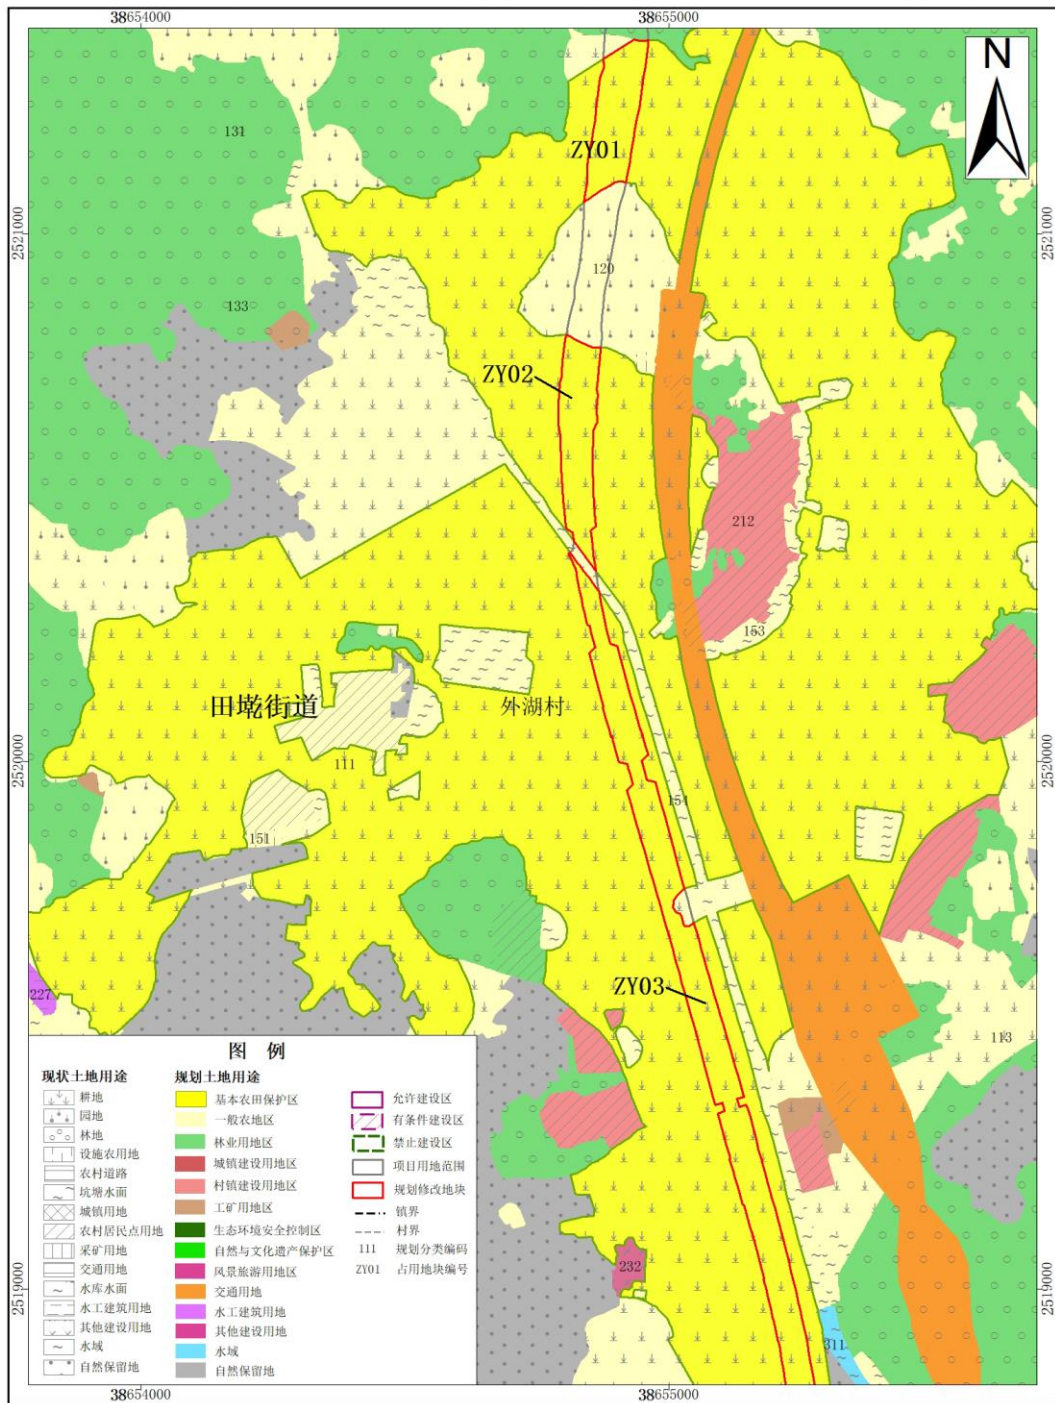 38654000
38655000
N
131
ZY01
2521000
2521000
120
133
ZY02
212
153
田墘街道
外湖村
111
2520000
2520000
154
151
227
ZY03
113
图 例
现状土地用途
耕地
园地
林地
设施农用地
农村道路
坑塘水面
城镇用地
农村居民点用地
采矿用地
交通用地
水库水面
水工建筑用地
其他建设用地
水域
自然保留地
规划土地用途
基本农田保护区
一般农地区
林业用地区
城镇建设用地区
村镇建设用地区
工矿用地区
生态环境安全控制区
自然与文化遗产保护区
风景旅游用地区
交通用地
水工建筑用地
其他建设用地
水域
自然保留地
允许建设区
有条件建设区
禁止建设区
项目用地范围
规划修改地块
镇界
村界
111 规划分类编码
ZY01 占用地块编号
232
2519000
2519000
311
38654000
38655000